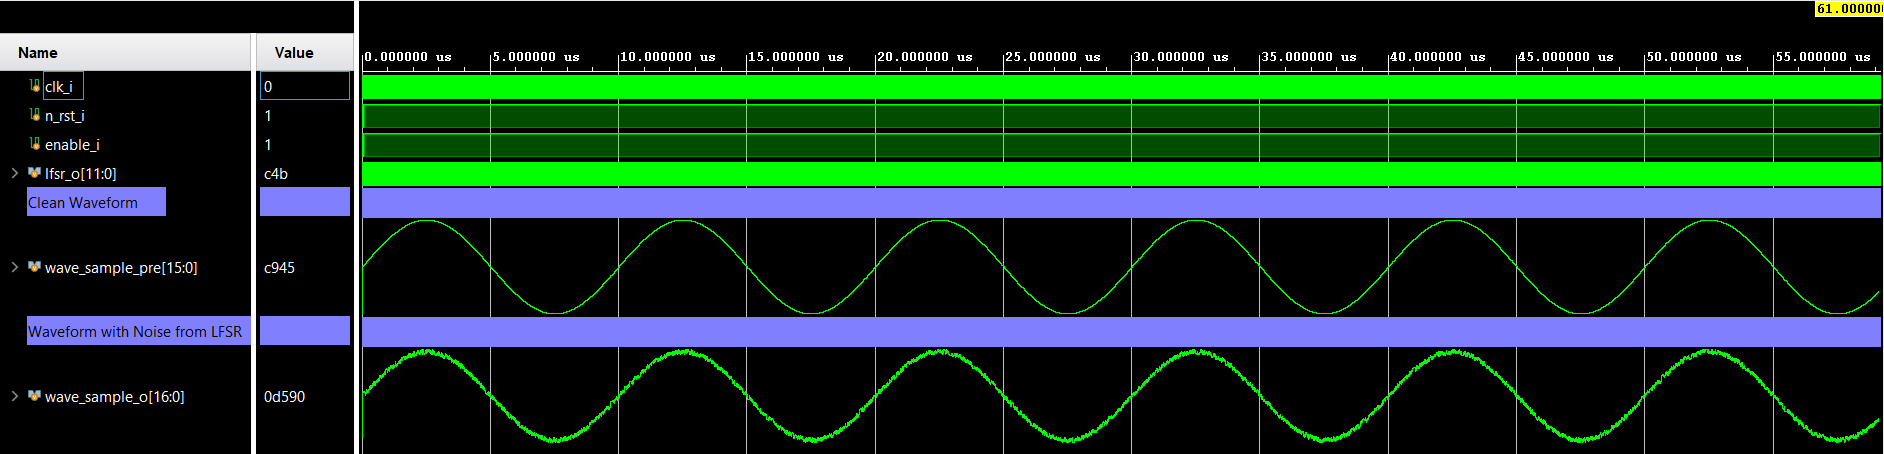 61.000000
Name Value
0.000000 us 5.000000 us 10.000000 us 15.000000 us 20.000000 us 25.000000 us 30.000000 us 35.000000 us 40.000000 us 45.000000 us 50.000000 us 55.000000 us
clk_i 0
n_rst_i 1
enable_i 1
lfsr_o[11:0] c4b
Clean Waveform
wave_sample_pre[15:0] c945
Waveform with Noise from LFSR
wave_sample_o[16:0] 0d590